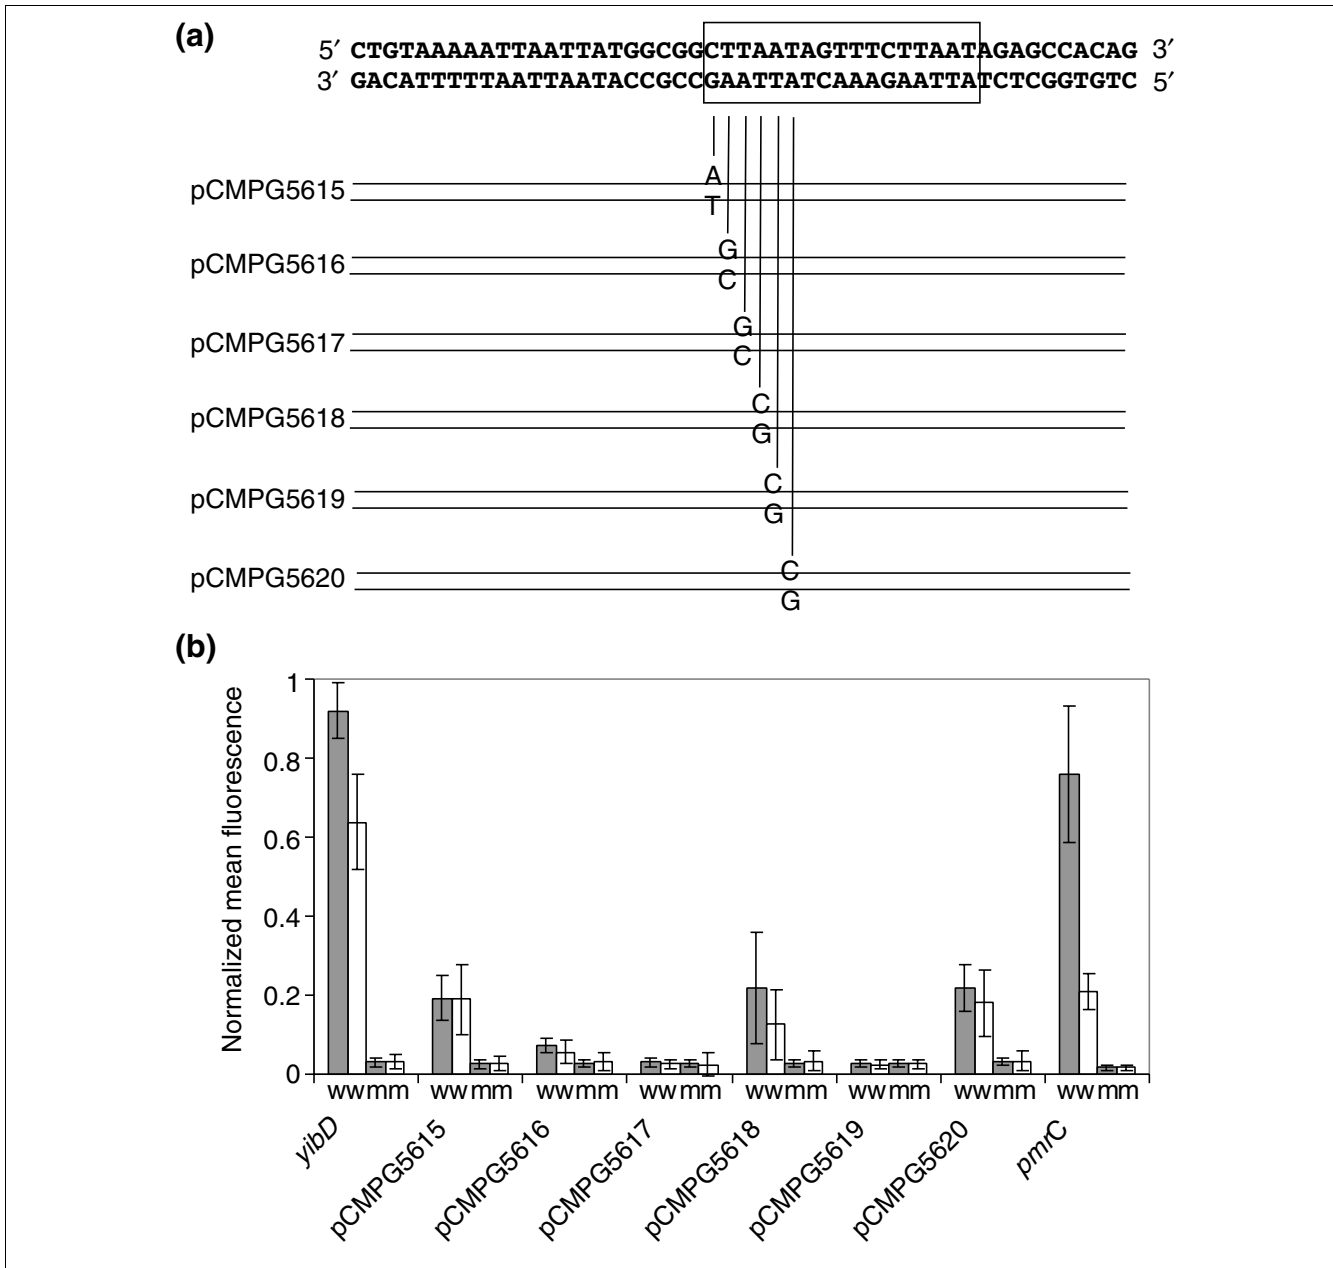 (a)
5′ CTGTAAAAATTAATTATGGCGGCTTAATAGTTTCTTAATAGAGCCACAG 3′
3′ GACATTTTTAATTAATACCGCCGAATTATCAAAGAATTATCTCGGTGTC 5′
pCMPG5615
A
T
pCMPG5616
G
C
pCMPG5617
G
C
pCMPG5618
C
G
pCMPG5619
C
G
pCMPG5620
C
G
(b)
Normalized mean fluorescence
1
0.8
0.6
0.4
0.2
0
wwmm wwmm wwmm wwmm wwmm wwmm wwmm wwmm
yibD pCMPG5615 pCMPG5616 pCMPG5617 pCMPG5618 pCMPG5619 pCMPG5620 pmrC